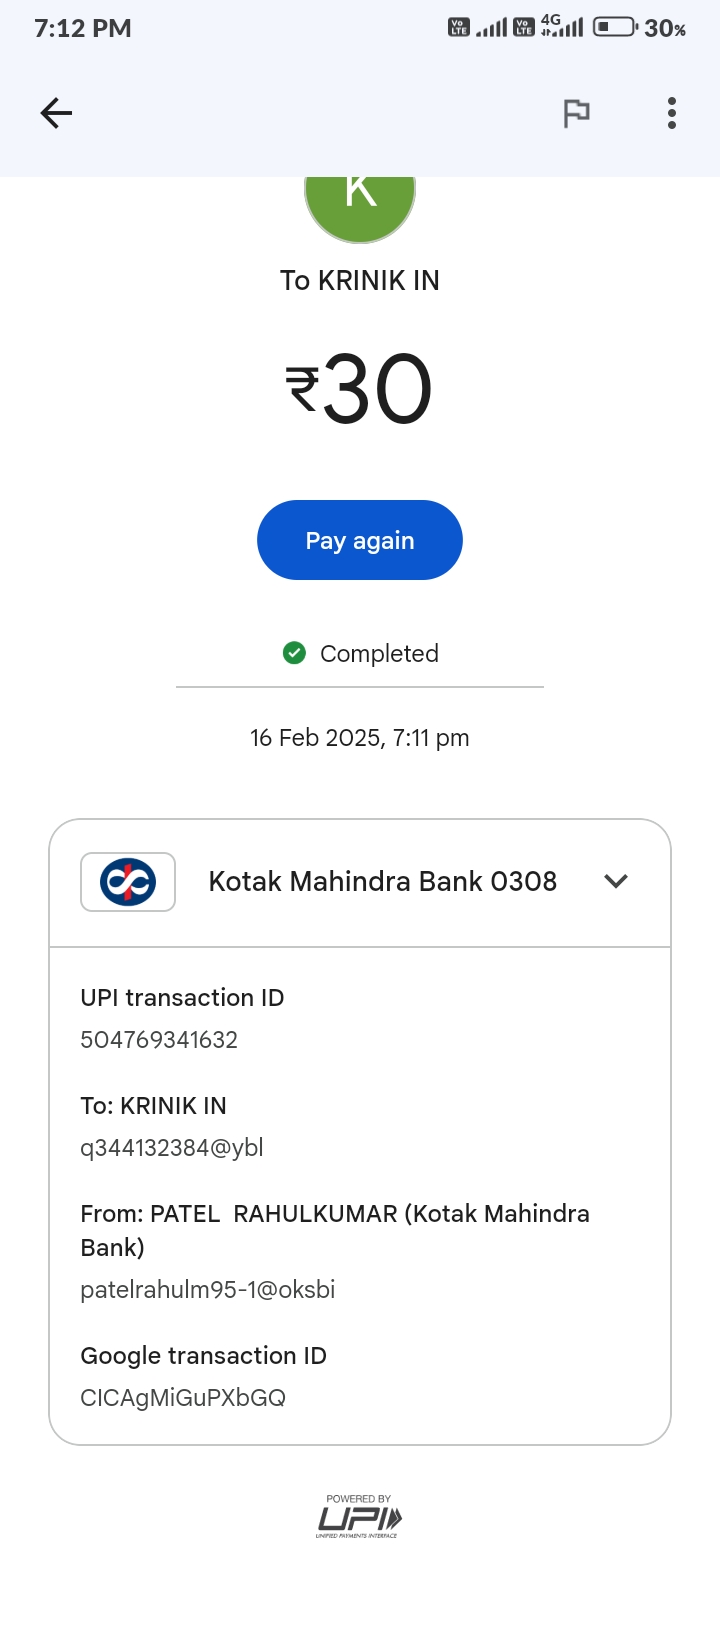 7:12 PM
Vo LTE
Vo LTE
4G
30%
K
To KRINIK IN
₹30
Pay again
Completed
16 Feb 2025, 7:11 pm
Kotak Mahindra Bank 0308
UPI transaction ID
504769341632
To: KRINIK IN
q344132384@ybl
From: PATEL  RAHULKUMAR (Kotak Mahindra
Bank)
patelrahulm95-1@oksbi
Google transaction ID
CICAgMiGuPXbGQ
POWERED BY
UPI
UNIFIED PAYMENTS INTERFACE